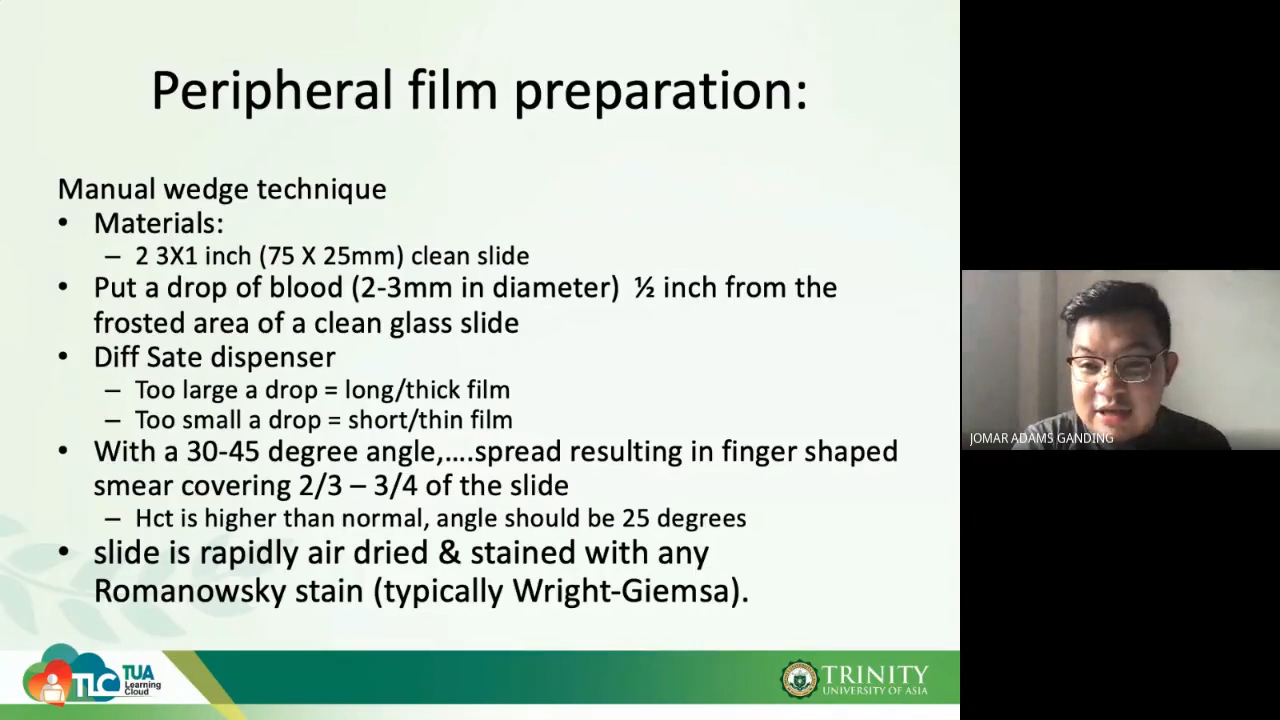 Peripheral film preparation:
Manual wedge technique
• Materials:
– 2 3X1 inch (75 X 25mm) clean slide
• Put a drop of blood (2-3mm in diameter) ½ inch from the
frosted area of a clean glass slide
• Diff Sate dispenser
– Too large a drop = long/thick film
– Too small a drop = short/thin film
• With a 30-45 degree angle,….spread resulting in finger shaped
smear covering 2/3 – 3/4 of the slide
– Hct is higher than normal, angle should be 25 degrees
• slide is rapidly air dried & stained with any
Romanowsky stain (typically Wright-Giemsa).
JOMAR ADAMS GANDING
TLC
TUA
Learning
Cloud
TRINITY
UNIVERSITY OF ASIA